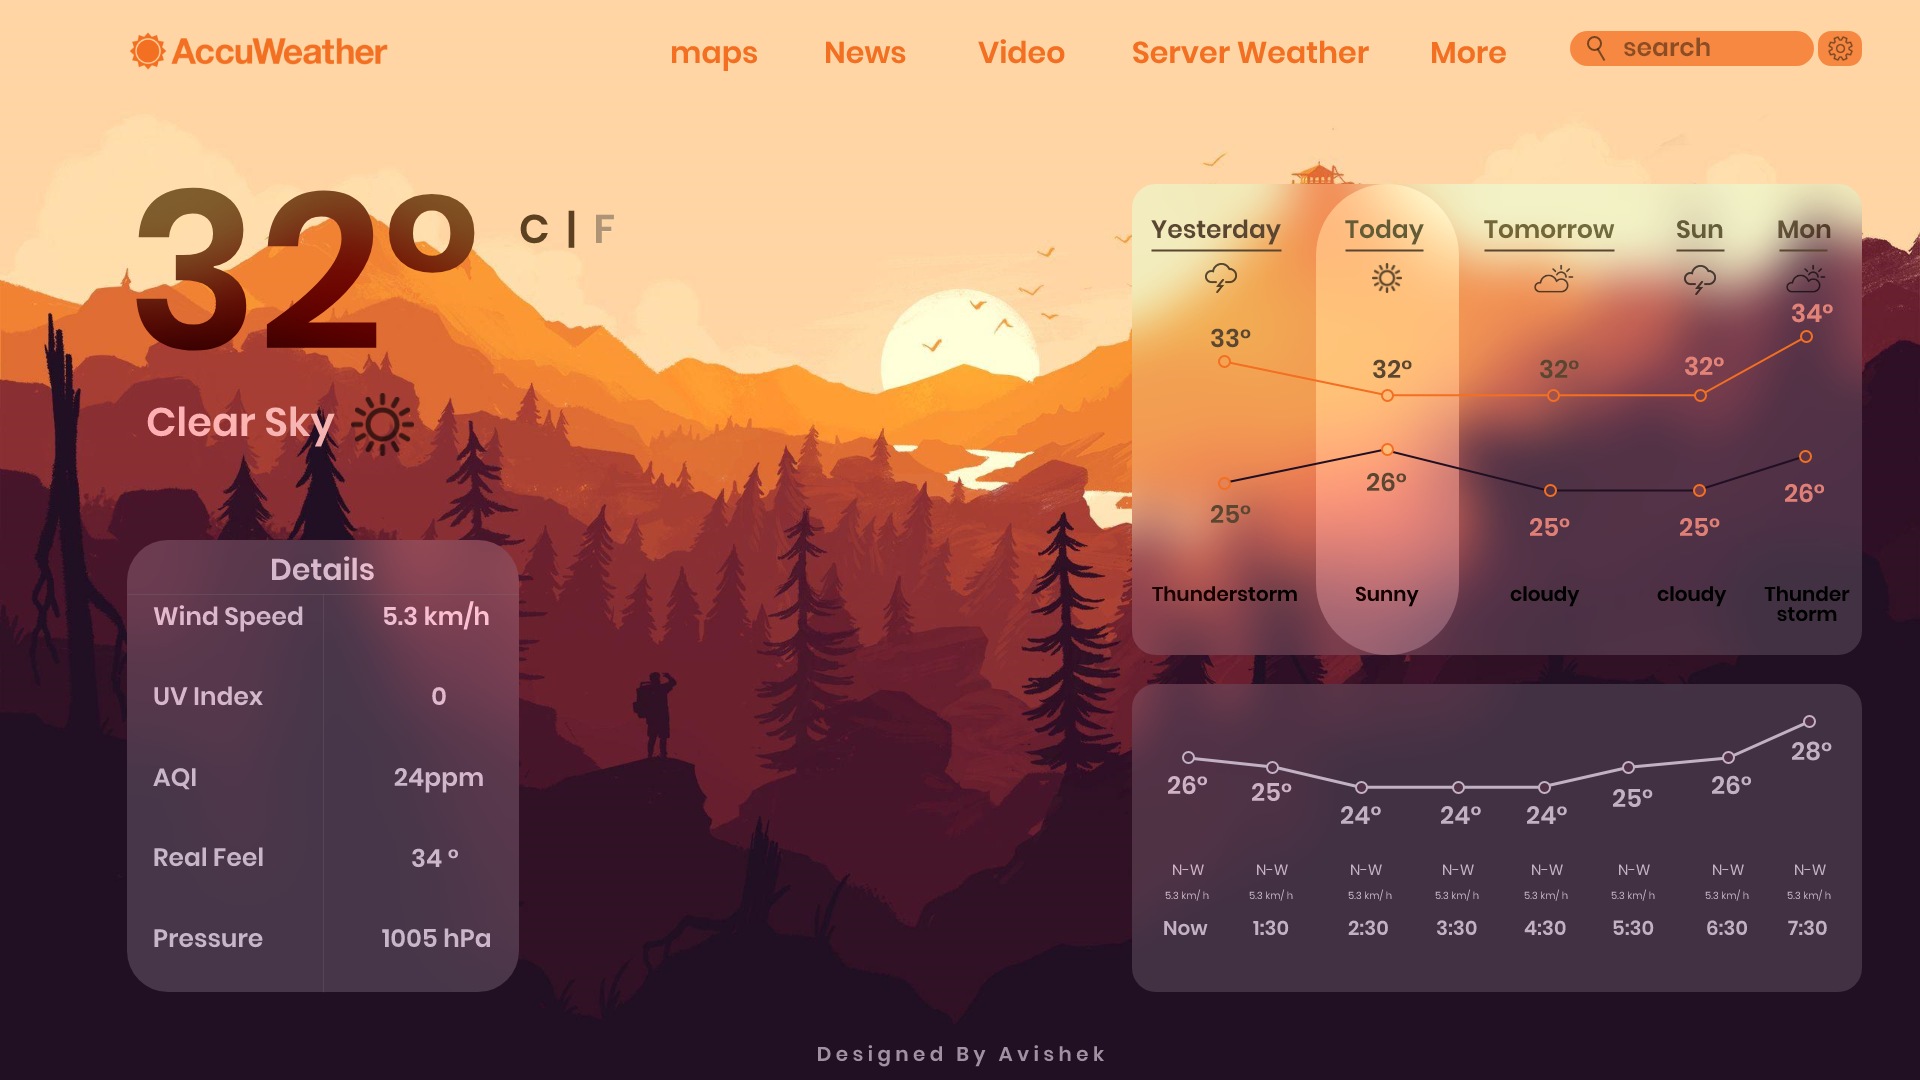 AccuWeather
maps News Video Server Weather More
search
32°
C | F
Clear Sky
Details
Wind Speed 5.3 km/h
UV Index 0
AQI 24ppm
Real Feel 34 °
Pressure 1005 hPa
Yesterday Today Tomorrow Sun Mon
33° 32° 32° 32° 34°
25° 26° 25° 25° 26°
Thunderstorm Sunny cloudy cloudy Thunder
storm
26° 25° 24° 24° 24° 25° 26° 28°
N-W N-W N-W N-W N-W N-W N-W N-W
5.3 km/ h 5.3 km/ h 5.3 km/ h 5.3 km/ h 5.3 km/ h 5.3 km/ h 5.3 km/ h 5.3 km/ h
Now 1:30 2:30 3:30 4:30 5:30 6:30 7:30
Designed By Avishek